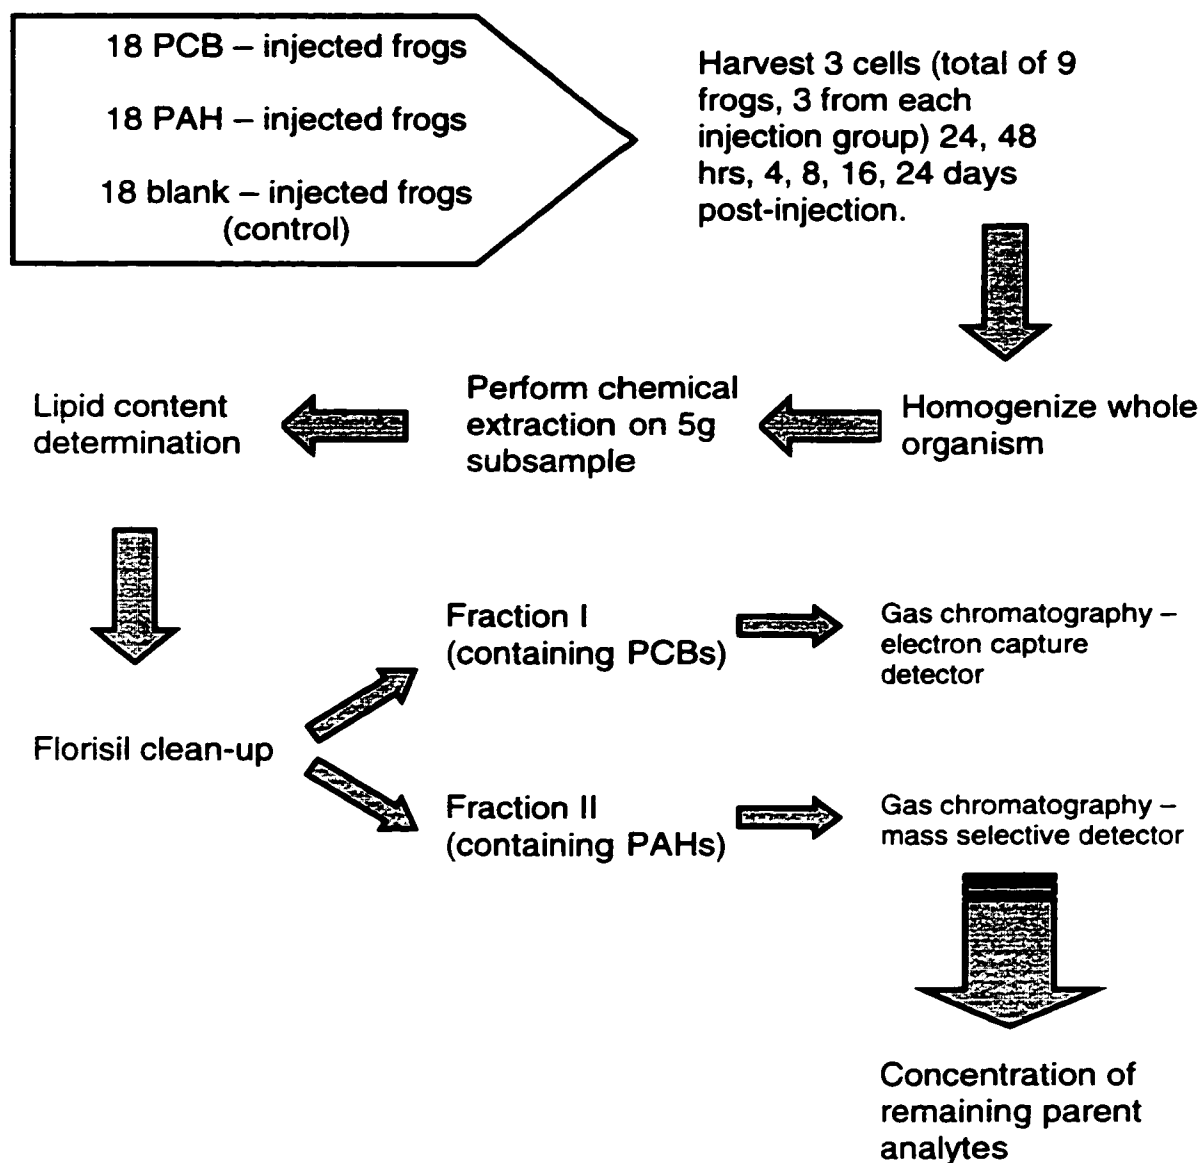 18 PCB – injected frogs
18 PAH – injected frogs
18 blank – injected frogs
(control)
Harvest 3 cells (total of 9
frogs, 3 from each
injection group) 24, 48
hrs, 4, 8, 16, 24 days
post-injection.
Homogenize whole
organism
Perform chemical
extraction on 5g
subsample
Lipid content
determination
Florisil clean-up
Fraction I
(containing PCBs)
Gas chromatography –
electron capture
detector
Fraction II
(containing PAHs)
Gas chromatography –
mass selective detector
Concentration of
remaining parent
analytes